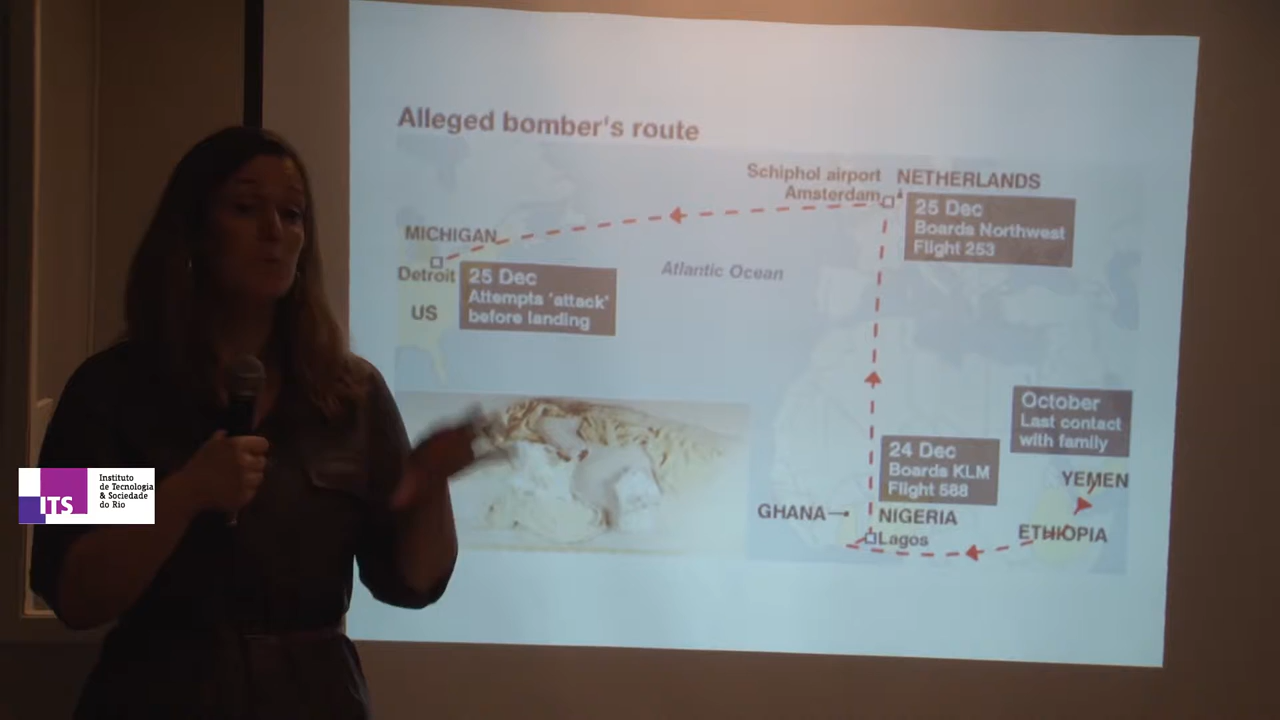 Alleged bomber's route
Schiphol airport
Amsterdam
NETHERLANDS
25 Dec
Boards Northwest
Flight 253
MICHIGAN
Detroit
US
25 Dec
Attempts 'attack'
before landing
Atlantic Ocean
October
Last contact
with family
YEMEN
ETHIOPIA
24 Dec
Boards KLM
Flight 588
GHANA
NIGERIA
Lagos
ITS
Instituto
de Tecnologia
& Sociedade
do Rio